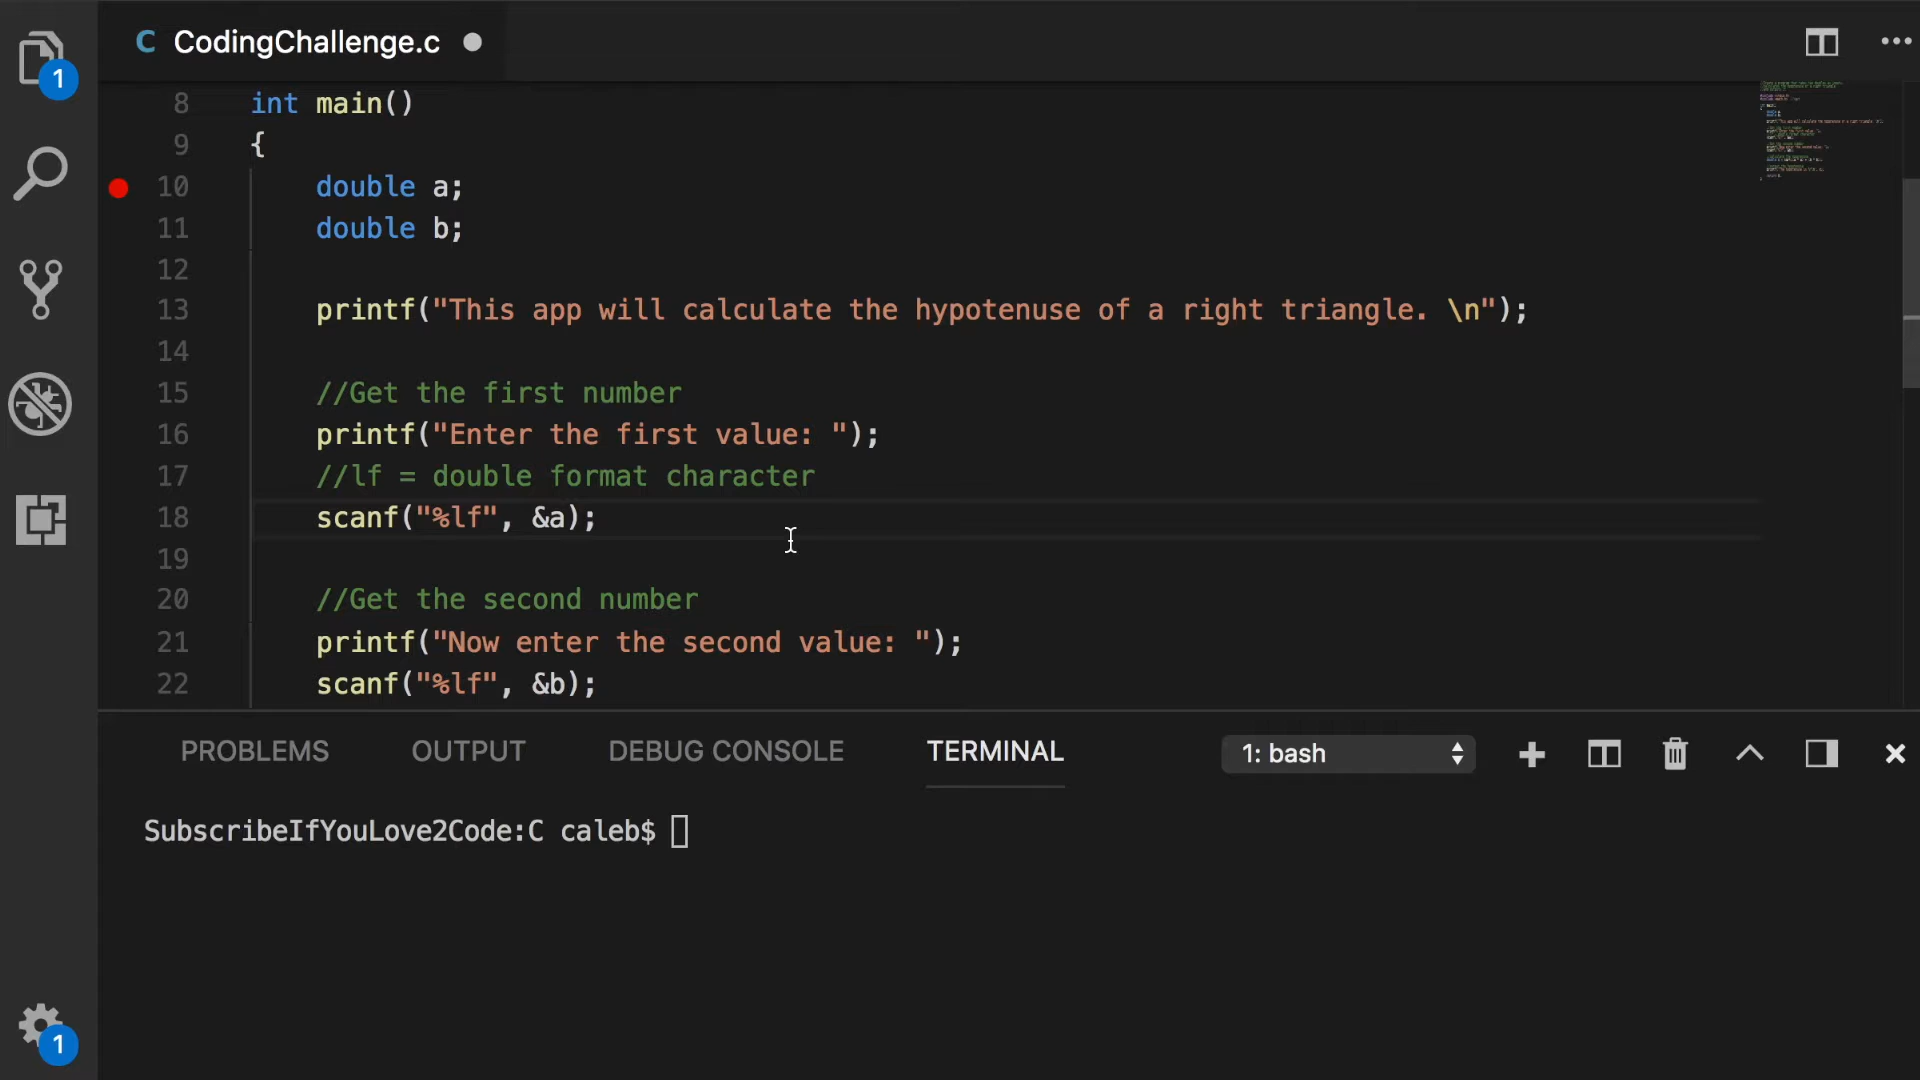 C CodingChallenge.c
1
8 int main()
9 {
10 double a;
11 double b;
12
13 printf("This app will calculate the hypotenuse of a right triangle. \n");
14
15 //Get the first number
16 printf("Enter the first value: ");
17 //lf = double format character
18 scanf("%lf", &a);
19
20 //Get the second number
21 printf("Now enter the second value: ");
22 scanf("%lf", &b);
PROBLEMS OUTPUT DEBUG CONSOLE TERMINAL 1: bash
SubscribeIfYouLove2Code:C caleb$
1